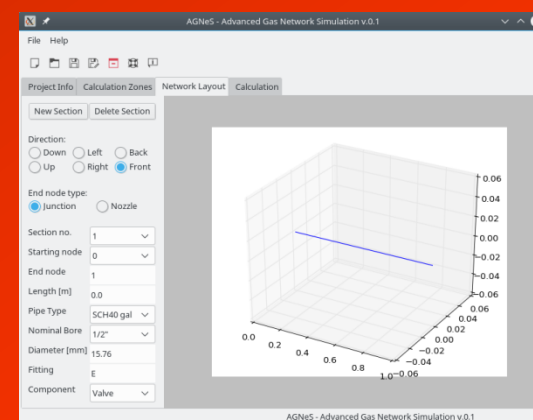 AGNeS - Advanced Gas Network Simulation v.0.1
File Help
Project Info Calculation Zones Network Layout Calculation
New Section Delete Section
Direction:
Down Left Back
Up Right Front
End node type:
Junction Nozzle
Section no. 1
Starting node 0
End node 1
Length [m] 0.0
Pipe Type SCH40 gal
Nominal Bore 1/2"
Diameter [mm] 15.76
Fitting E
Component Valve
0.06
0.04
0.02
0.00
−0.02
−0.04
−0.06
0.06
0.04
0.02
0.00
−0.02
−0.04
−0.06
0.0 0.2 0.4 0.6 0.8 1.0
AGNeS - Advanced Gas Network Simulation v.0.1